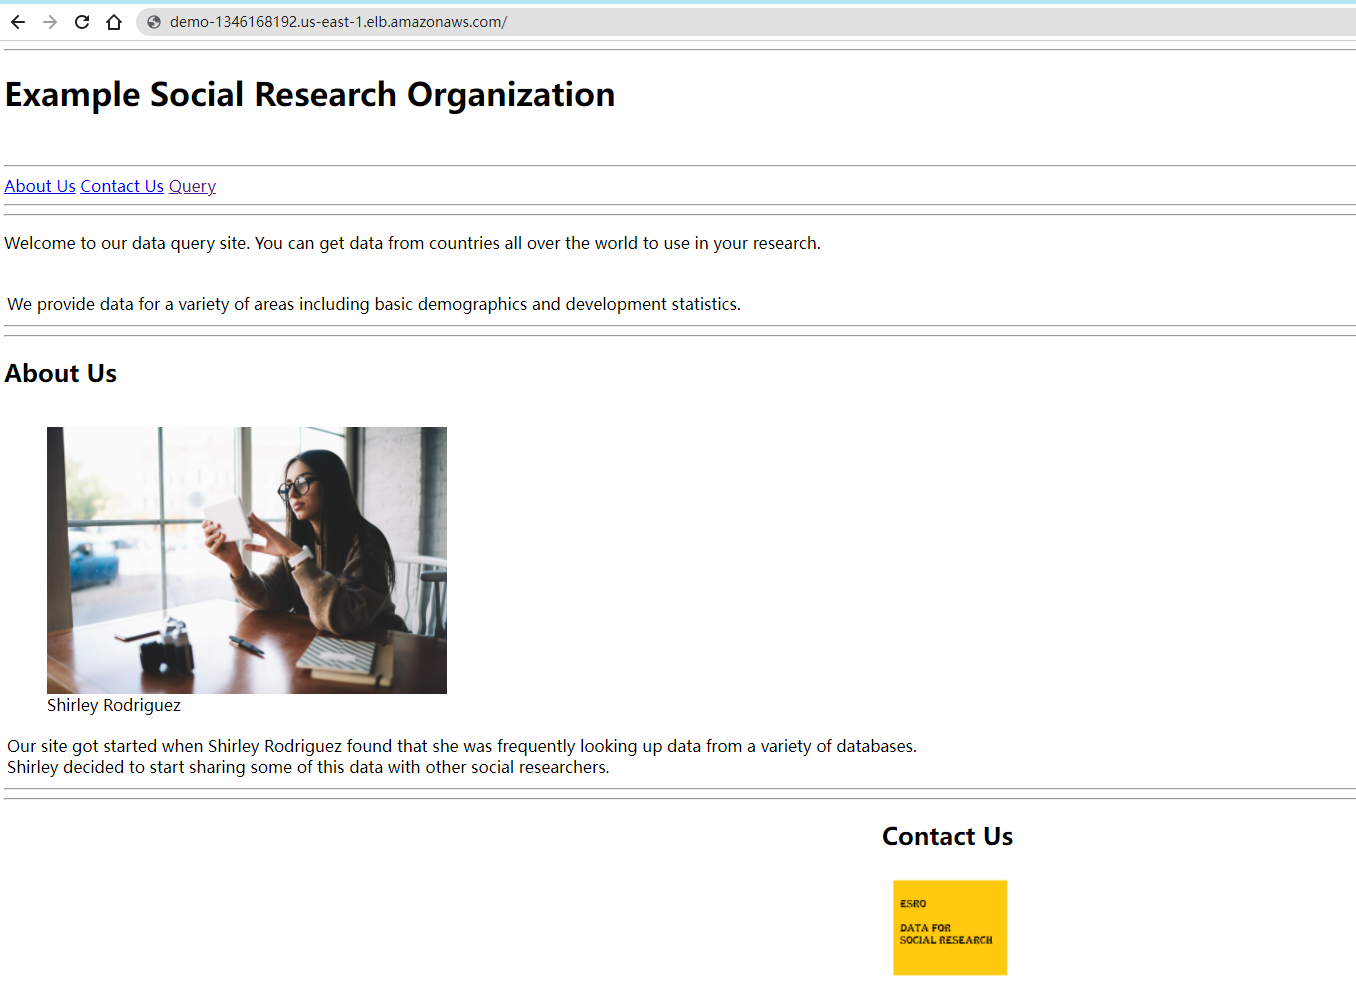 demo-1346168192.us-east-1.elb.amazonaws.com/
Example Social Research Organization
About Us Contact Us Query
Welcome to our data query site. You can get data from countries all over the world to use in your research.
We provide data for a variety of areas including basic demographics and development statistics.
About Us
Shirley Rodriguez
Our site got started when Shirley Rodriguez found that she was frequently looking up data from a variety of databases.
Shirley decided to start sharing some of this data with other social researchers.
Contact Us
ESRO
DATA FOR
SOCIAL RESEARCH